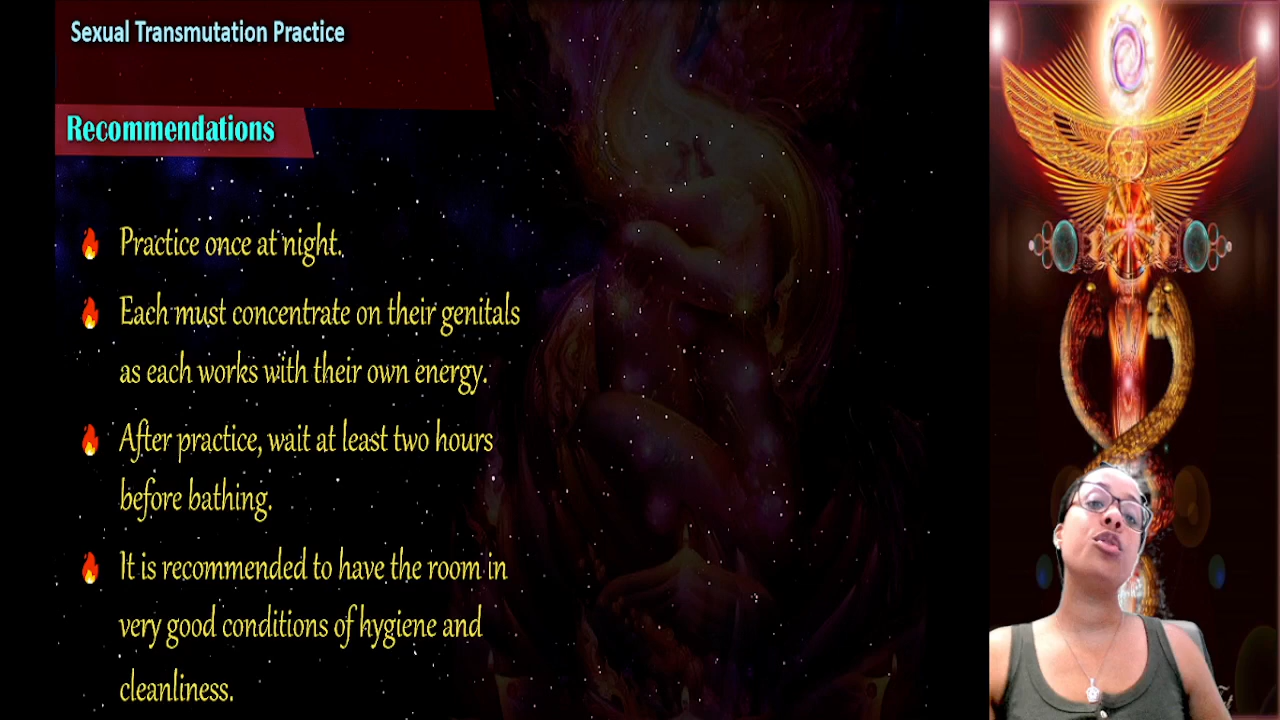 Sexual Transmutation Practice
Recommendations
Practice once at night.
Each must concentrate on their genitals
as each works with their own energy.
After practice, wait at least two hours
before bathing.
It is recommended to have the room in
very good conditions of hygiene and
cleanliness.